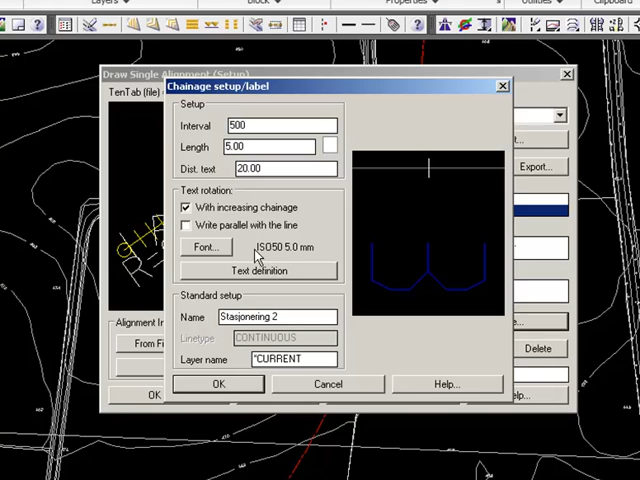 Layers
Block
Properties
Utilities
Clipboard
Draw Single Alignment (Setup)
TenTab (file)
Chainage setup/label
Setup
Interval 500
Length 5.00
Dist. text 20.00
Export...
Text rotation:
With increasing chainage
Write parallel with the line
Font... ISO50 5.0 mm
Text definition
Standard setup
Name Stasjonering 2
Linetype CONTINUOUS
Layer name "CURRENT
Alignment In
From Fi
Delete
OK Cancel Help...
OK